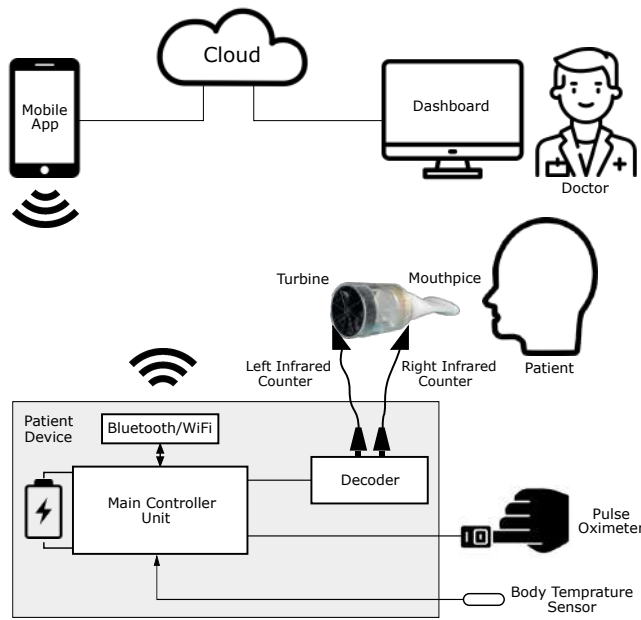 Cloud
Mobile
App
Dashboard
Doctor
Turbine
Mouthpice
Left Infrared
Counter
Right Infrared
Counter
Patient
Patient
Device
Bluetooth/WiFi
Decoder
Main Controller
Unit
Pulse
Oximeter
Body Temprature
Sensor